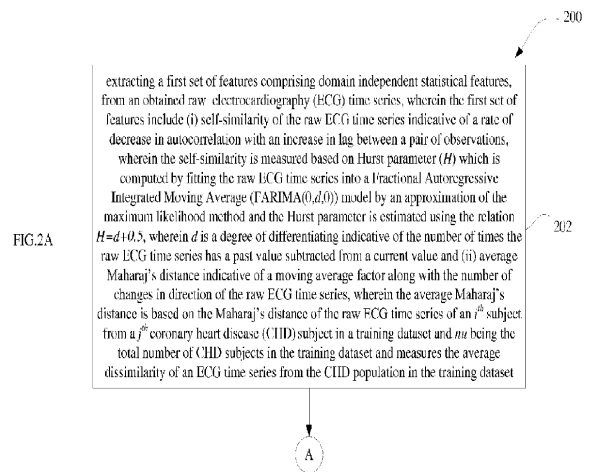 200
extracting a first set of features comprising domain independent statistical features,
from an obtained raw electrocardiography (ECG) time series, wherein the first set of
features include (i) self-similarity of the raw ECG time series indicative of a rate of
decrease in autocorrelation with an increase in lag between a pair of observations,
wherein the self-similarity is measured based on Hurst parameter (H) which is
computed by fitting the raw ECG time series into a Fractional Autoregressive
Integrated Moving Average (FARIMA(0,d,0)) model by an approximation of the
maximum likelihood method and the Hurst parameter is estimated using the relation
H=d+0.5, wherein d is a degree of differentiating indicative of the number of times the
raw ECG time series has a past value subtracted from a current value and (ii) average
Maharaj's distance indicative of a moving average factor along with the number of
changes in direction of the raw ECG time series, wherein the average Maharaj's
distance is based on the Maharaj's distance of the raw ECG time series of an i^th subject
from a j^th coronary heart disease (CHD) subject in a training dataset and nu being the
total number of CHD subjects in the training dataset and measures the average
dissimilarity of an ECG time series from the CHD population in the training dataset
202
FIG.2A
A